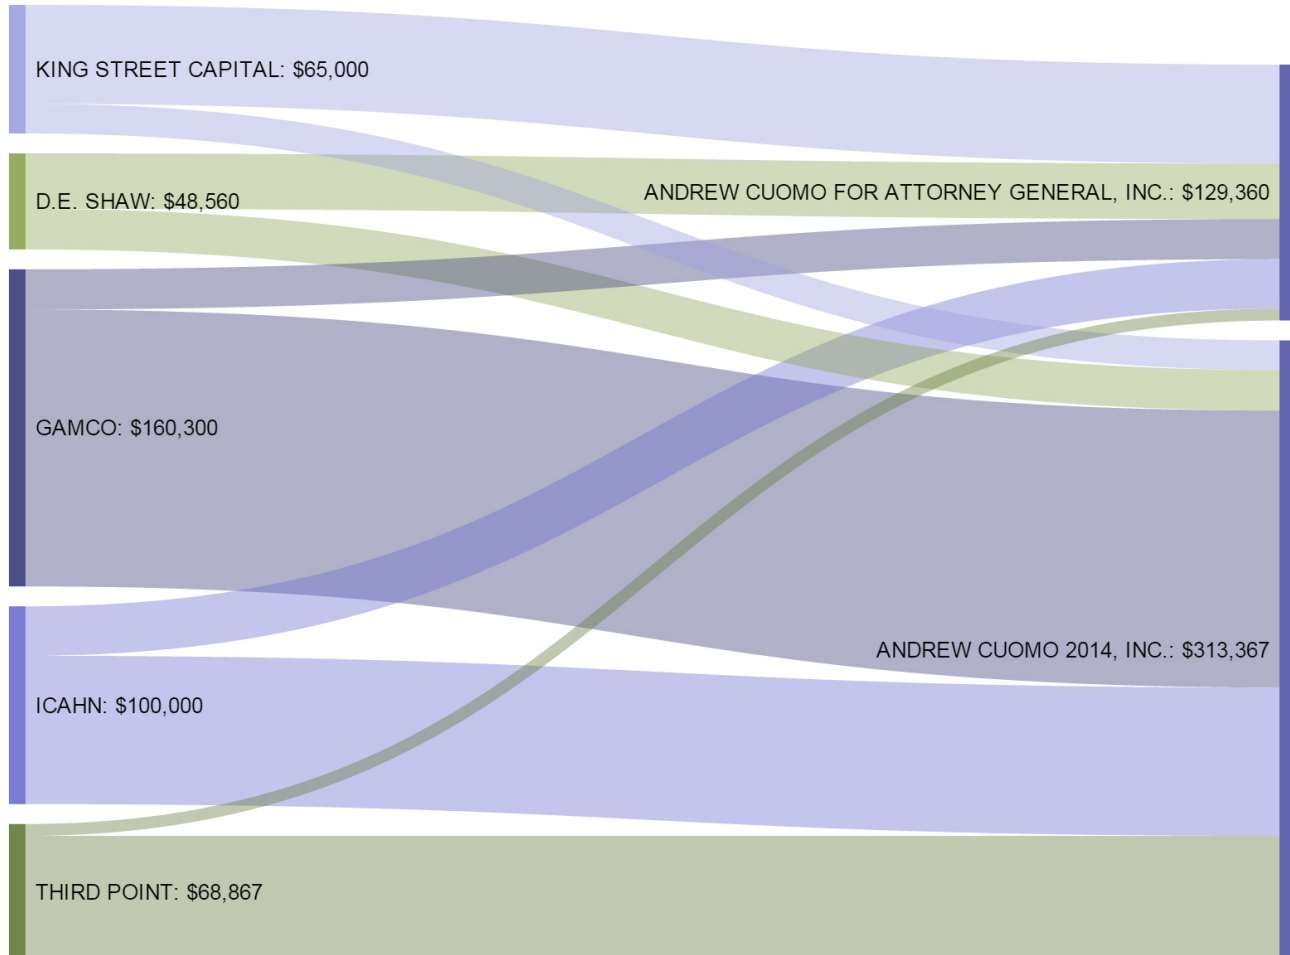 KING STREET CAPITAL: $65,000
ANDREW CUOMO FOR ATTORNEY GENERAL, INC.: $129,360
D.E. SHAW: $48,560
GAMCO: $160,300
ANDREW CUOMO 2014, INC.: $313,367
ICAHN: $100,000
THIRD POINT: $68,867